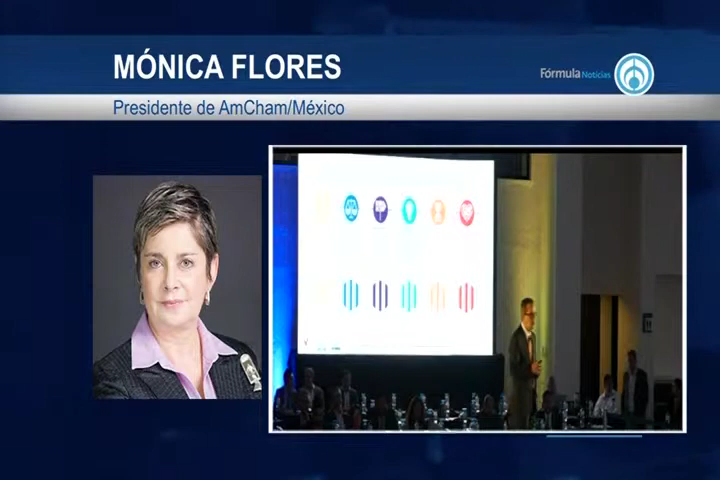 MÓNICA FLORES
Fórmula Noticias
Presidente de AmCham/México